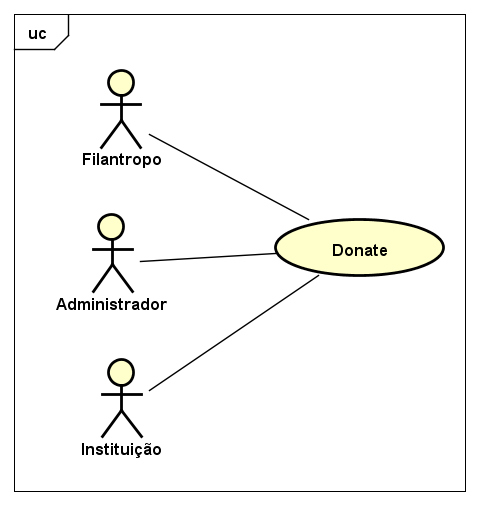 uc
Filantropo
Donate
Administrador
Instituição